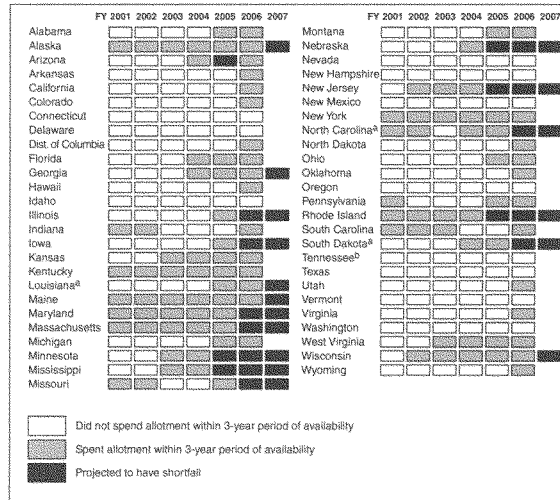 FY 2001 2002 2003 2004 2005 2006 2007
Alabama
Alaska
Arizona
Arkansas
California
Colorado
Connecticut
Delaware
Dist. of Columbia
Florida
Georgia
Hawaii
Idaho
Illinois
Indiana
Iowa
Kansas
Kentucky
Louisianaª
Maine
Maryland
Massachusetts
Michigan
Minnesota
Mississippi
Missouri
FY 2001 2002 2003 2004 2005 2006 2007
Montana
Nebraska
Nevada
New Hampshire
New Jersey
New Mexico
New York
North Carolinaª
North Dakota
Ohio
Oklahoma
Oregon
Pennsylvania
Rhode Island
South Carolina
South Dakotaª
Tennesseeᵇ
Texas
Utah
Vermont
Virginia
Washington
West Virginia
Wisconsin
Wyoming
Did not spend allotment within 3-year period of availability
Spent allotment within 3-year period of availability
Projected to have shortfall